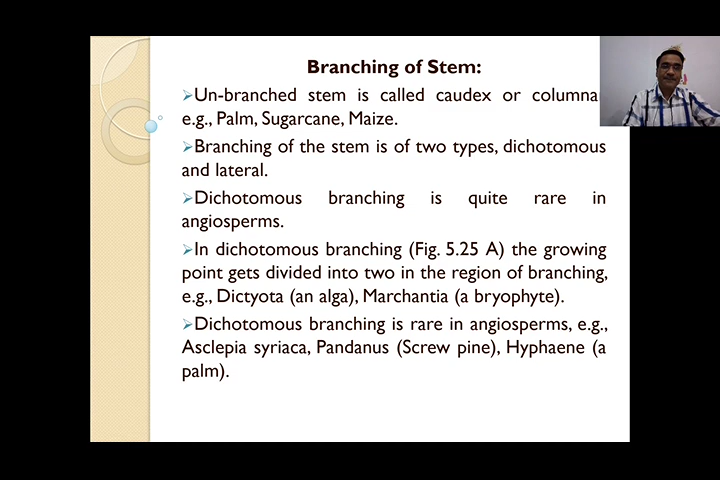 Branching of Stem:
➢Un-branched stem is called caudex or columna
e.g., Palm, Sugarcane, Maize.
➢Branching of the stem is of two types, dichotomous
and lateral.
➢Dichotomous branching is quite rare in
angiosperms.
➢In dichotomous branching (Fig. 5.25 A) the growing
point gets divided into two in the region of branching,
e.g., Dictyota (an alga), Marchantia (a bryophyte).
➢Dichotomous branching is rare in angiosperms, e.g.,
Asclepia syriaca, Pandanus (Screw pine), Hyphaene (a
palm).